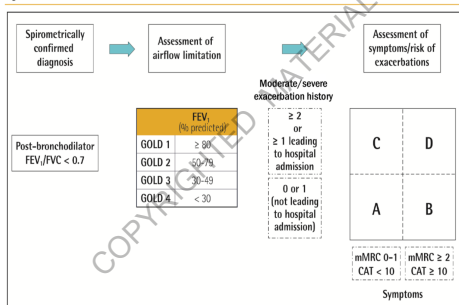 Spirometrically
confirmed
diagnosis
Assessment of
airflow limitation
Assessment of
symptoms/risk of
exacerbations
Post-bronchodilator
FEV₁/FVC < 0.7
FEV₁
(% predicted)
GOLD 1 ≥ 80
GOLD 2 50-79
GOLD 3 30-49
GOLD 4 < 30
Moderate/severe
exacerbation history
≥ 2
or
≥ 1 leading
to hospital
admission
0 or 1
(not leading
to hospital
admission)
C D
A B
mMRC 0-1 mMRC ≥ 2
CAT < 10 CAT ≥ 10
Symptoms
COPYRIGHTED MATERIAL